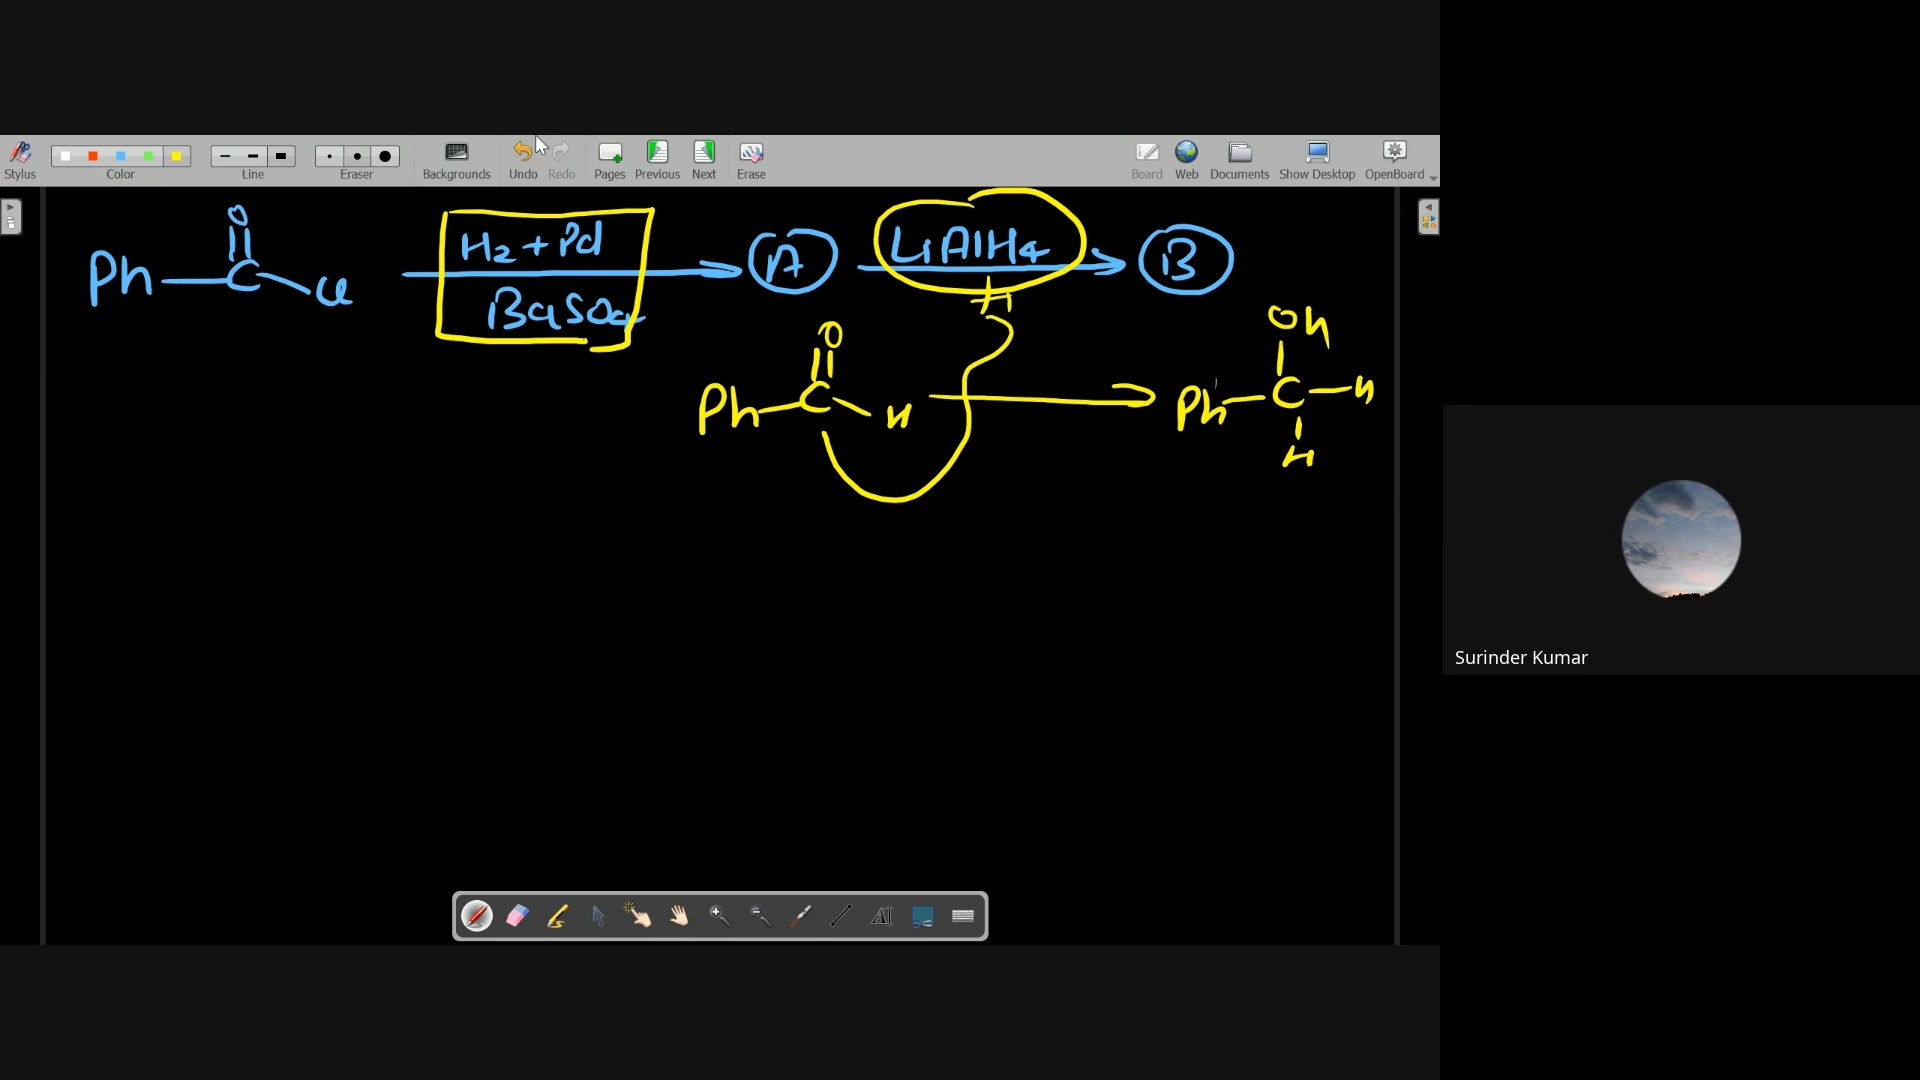 Stylus
Color
Line
Eraser
Backgrounds
Undo
Redo
Pages
Previous
Next
Erase
Board
Web
Documents
Show Desktop
OpenBoard
O
Ph C Cl
H2 + Pd
BaSO4
A
LiAlH4
B
H
O
Ph C H
OH
Ph C H
H
AI
Surinder Kumar